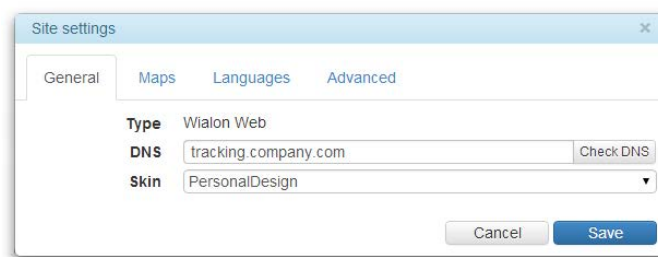 Site settings ×
General Maps Languages Advanced
Type Wialon Web
DNS tracking.company.com Check DNS
Skin PersonalDesign
Cancel Save